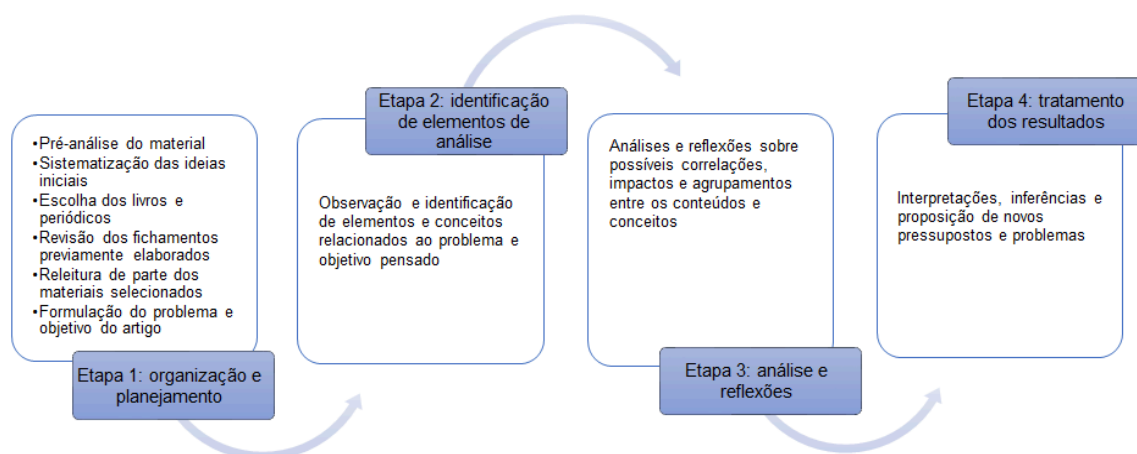 •Pré-análise do material
•Sistematização das ideias
iniciais
•Escolha dos livros e
periódicos
•Revisão dos fichamentos
previamente elaborados
•Releitura de parte dos
materiais selecionados
•Formulação do problema e
objetivo do artigo
Etapa 1: organização e
planejamento
Etapa 2: identificação
de elementos de
análise
Observação e identificação
de elementos e conceitos
relacionados ao problema e
objetivo pensado
Análises e reflexões sobre
possíveis correlações,
impactos e agrupamentos
entre os conteúdos e
conceitos
Etapa 3: análise e
reflexões
Etapa 4: tratamento
dos resultados
Interpretações, inferências e
proposição de novos
pressupostos e problemas